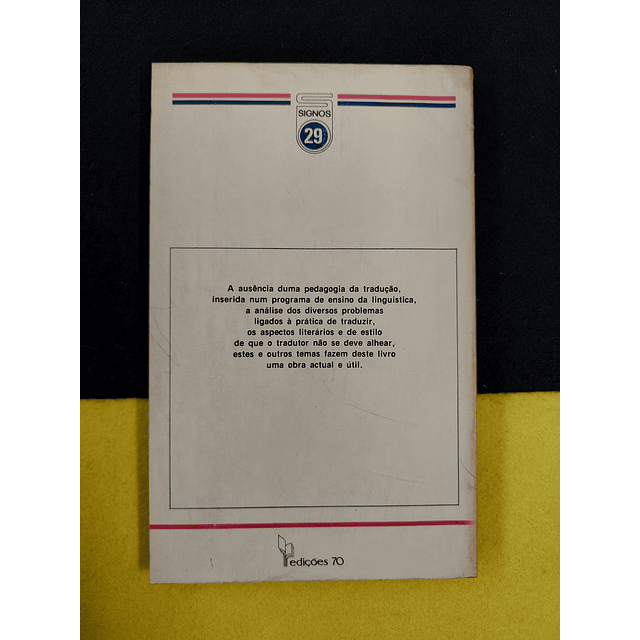 SIGNOS
29
A ausência duma pedagogia da tradução,
inserida num programa de ensino da linguística,
a análise dos diversos problemas
ligados à prática de traduzir,
os aspectos literários e de estilo
de que o tradutor não se deve alhear,
estes e outros temas fazem deste livro
uma obra actual e útil.
edições 70